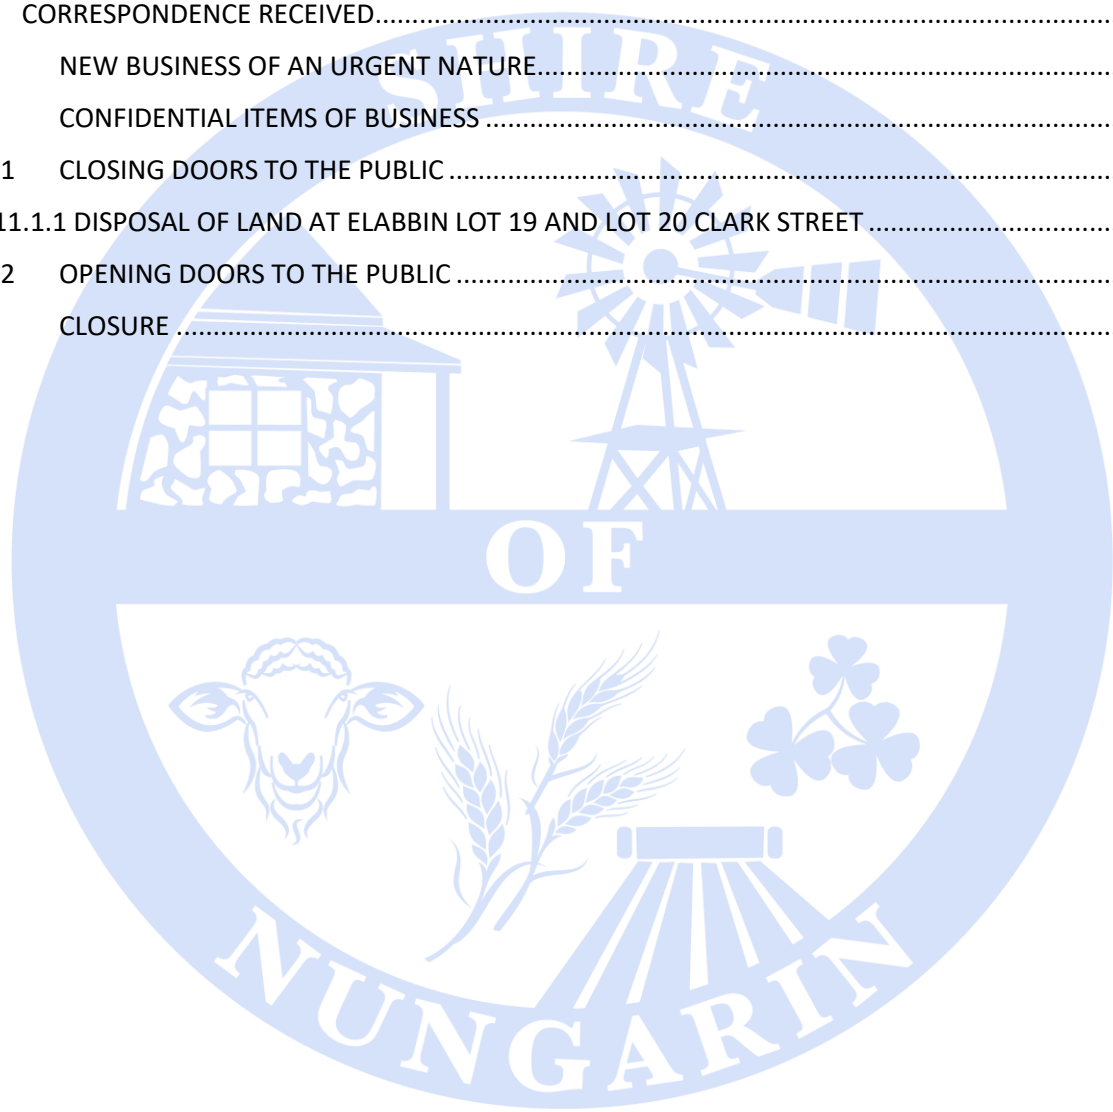 CORRESPONDENCE RECEIVED...............................................................................................................................................
NEW BUSINESS OF AN URGENT NATURE...................................................................................................................
CONFIDENTIAL ITEMS OF BUSINESS .............................................................................................................................
1 CLOSING DOORS TO THE PUBLIC ....................................................................................................................................
11.1.1 DISPOSAL OF LAND AT ELABBIN LOT 19 AND LOT 20 CLARK STREET ................................................
2 OPENING DOORS TO THE PUBLIC ...................................................................................................................................
CLOSURE ....................................................................................................................................................................................
SHIRE
OF
NUNGARIN